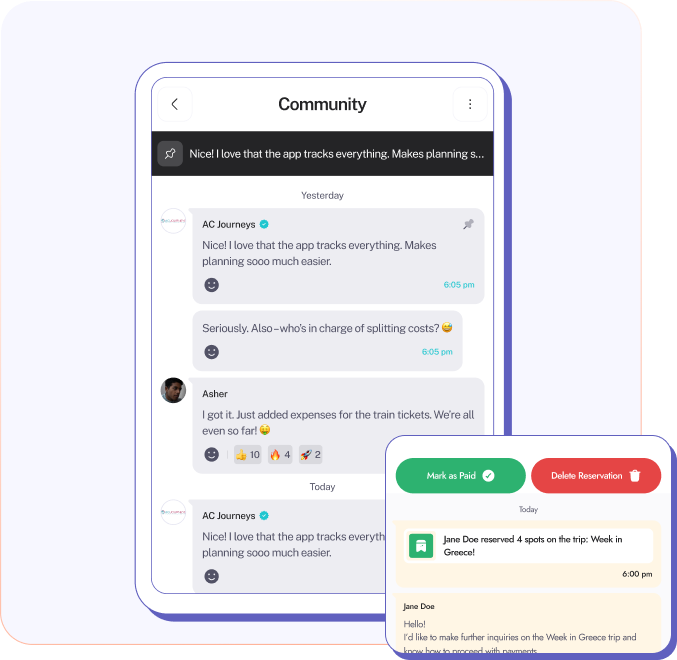 Community
Nice! I love that the app tracks everything. Makes planning s...
Yesterday
AC Journeys
Nice! I love that the app tracks everything. Makes
planning sooo much easier.
6:05 pm
Seriously. Also – who's in charge of splitting costs? 😅
6:05 pm
Asher
I got it. Just added expenses for the train tickets. We're all
even so far! 🤑
👍 10 🔥 4 🚀 2
Today
AC Journeys
Nice! I love that the app tracks everyth
planning sooo much easier.
Mark as Paid
Delete Reservation
Today
Jane Doe reserved 4 spots on the trip: Week in
Greece!
6:00 pm
Jane Doe
Hello!
I'd like to make further inquiries on the Week in Greece trip and
know how to proceed with payments